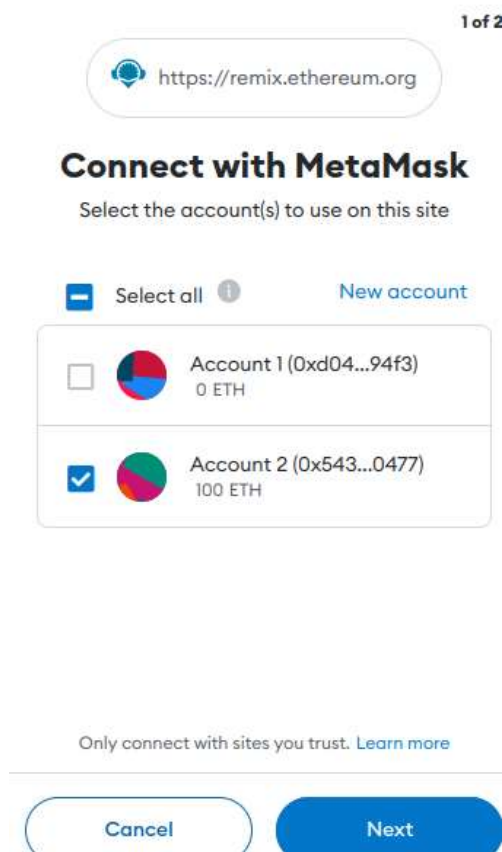 1 of 2
https://remix.ethereum.org
Connect with MetaMask
Select the account(s) to use on this site
Select all i New account
Account 1 (0xd04...94f3)
0 ETH
Account 2 (0x543...0477)
100 ETH
Only connect with sites you trust. Learn more
Cancel Next